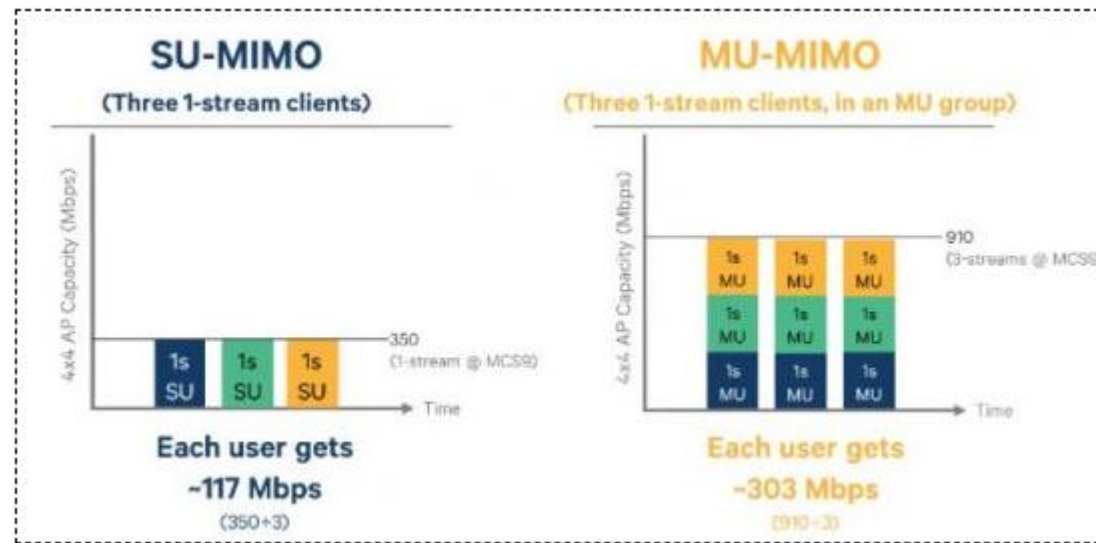 SU-MIMO
(Three 1-stream clients)
4x4 AP Capacity (Mbps)
350
(1-stream @ MCS9)
1s
SU
1s
SU
1s
SU
Time
Each user gets
~117 Mbps
(350÷3)
MU-MIMO
(Three 1-stream clients, in an MU group)
4x4 AP Capacity (Mbps)
910
(3-streams @ MCS9
1s
MU
1s
MU
1s
MU
1s
MU
1s
MU
1s
MU
1s
MU
1s
MU
1s
MU
Time
Each user gets
~303 Mbps
(910÷3)